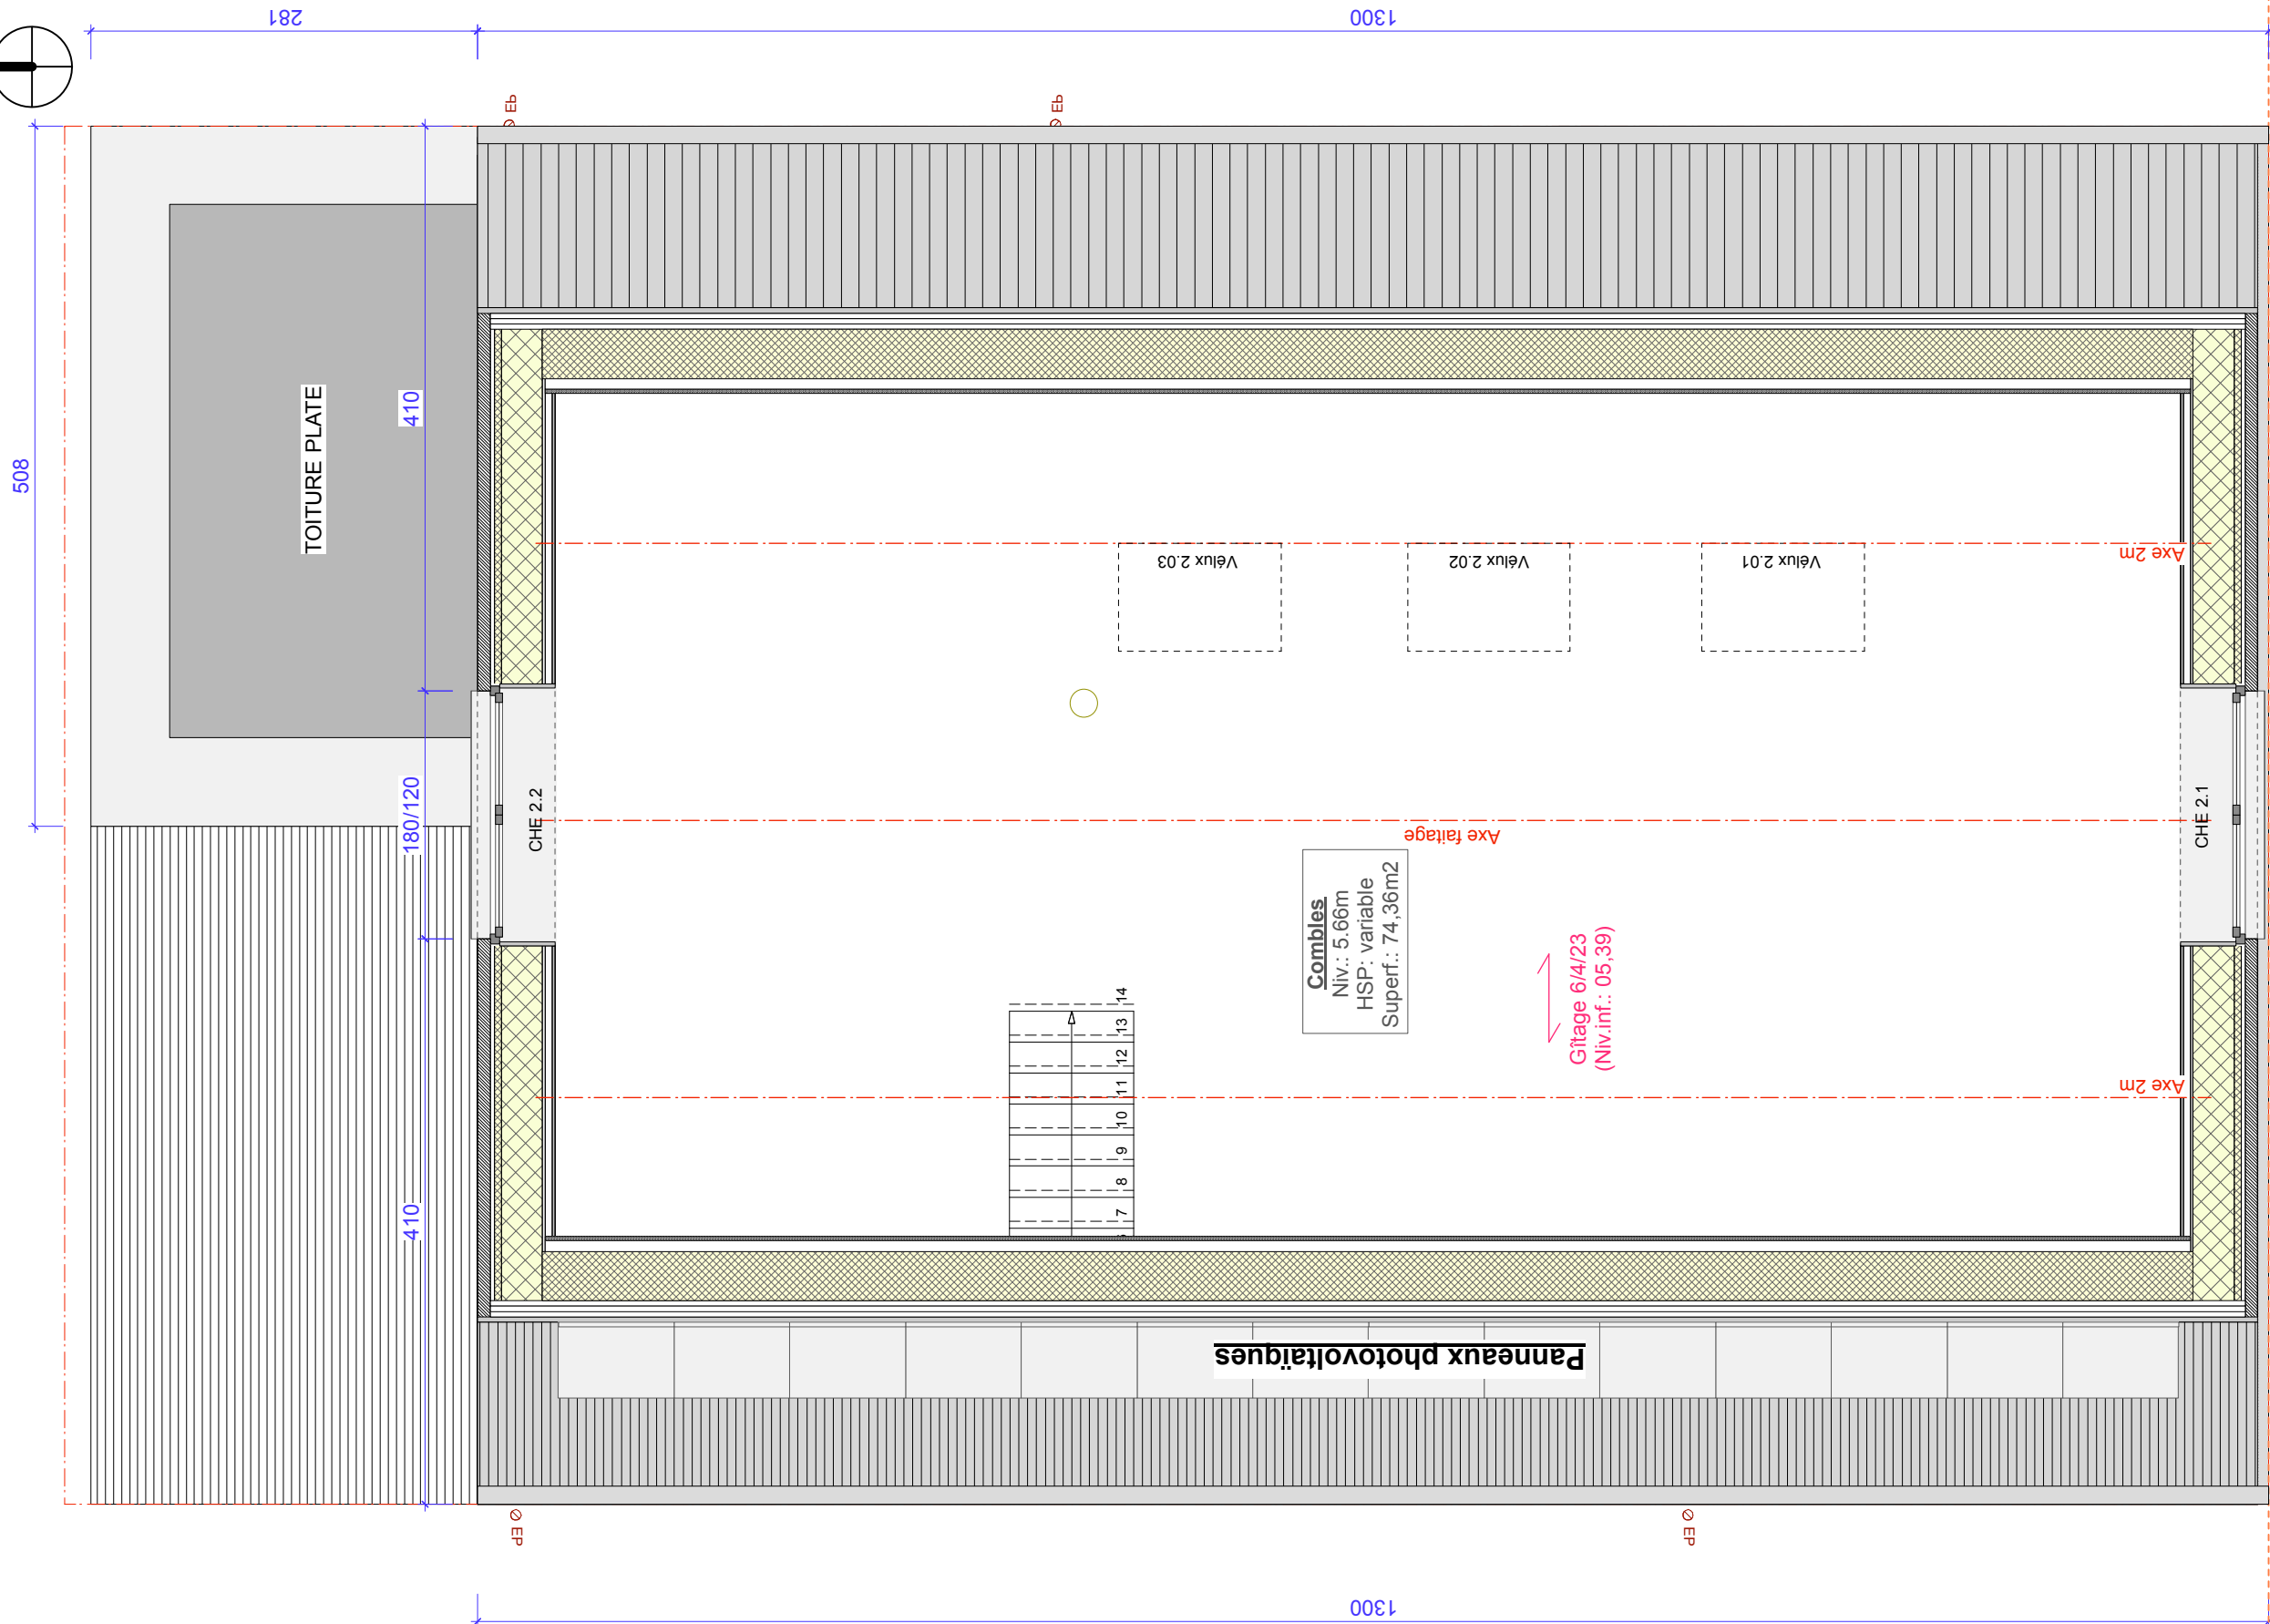 281
1300
EP
EP
508
TOITURE PLATE
410
180/120
410
Vélux 2.03
Vélux 2.02
Vélux 2.01
Axe 2m
CHE 2.2
CHE 2.1
Axe faitage
Combles
Niv.: 5.66m
HSP: variable
Superf.: 74,36m2
Gîtage 6/4/23
(Niv.inf.: 05,39)
Axe 2m
14
13
12
11
10
9
8
7
Panneaux photovoltaïques
Ø EP
Ø EP
1300